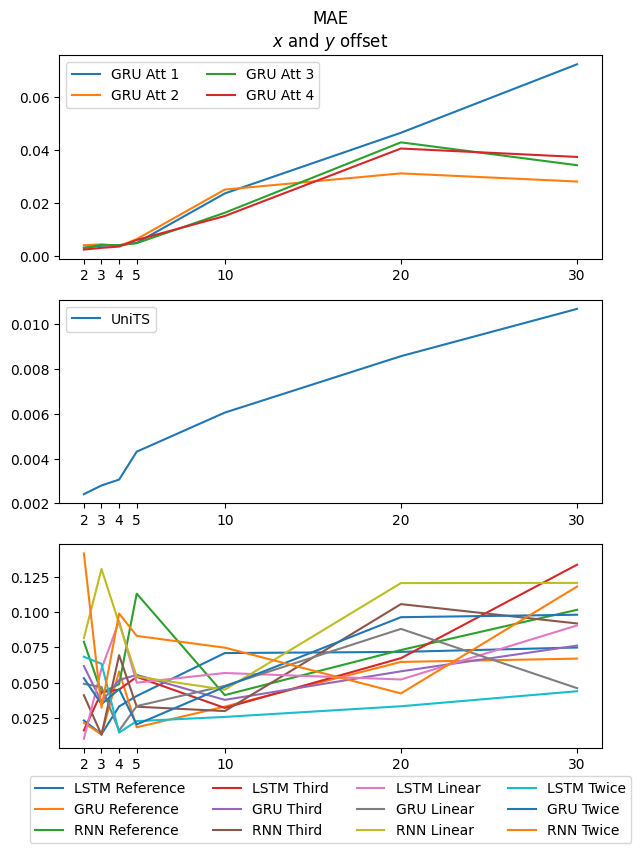 MAE
x and y offset
GRU Att 1 GRU Att 3
GRU Att 2 GRU Att 4
0.06
0.04
0.02
0.00
2 3 4 5 10 20 30
UniTS
0.010
0.008
0.006
0.004
0.002
2 3 4 5 10 20 30
0.125
0.100
0.075
0.050
0.025
2 3 4 5 10 20 30
LSTM Reference LSTM Third LSTM Linear LSTM Twice
GRU Reference GRU Third GRU Linear GRU Twice
RNN Reference RNN Third RNN Linear RNN Twice